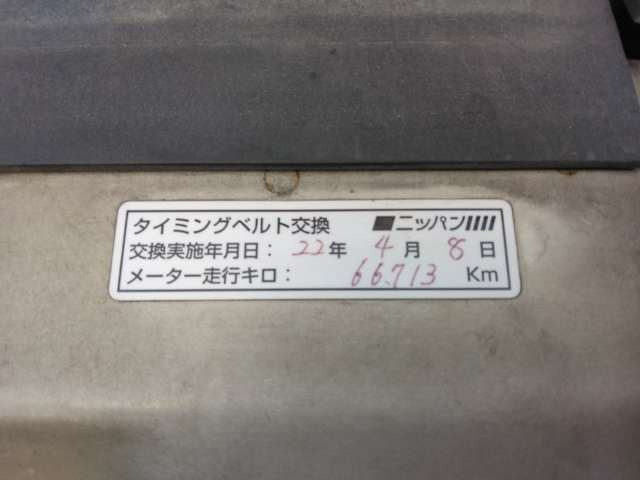 タイミングベルト交換 ニッパン
交換実施年月日：22年 4月 8日
メーター走行キロ： 66.713 Km